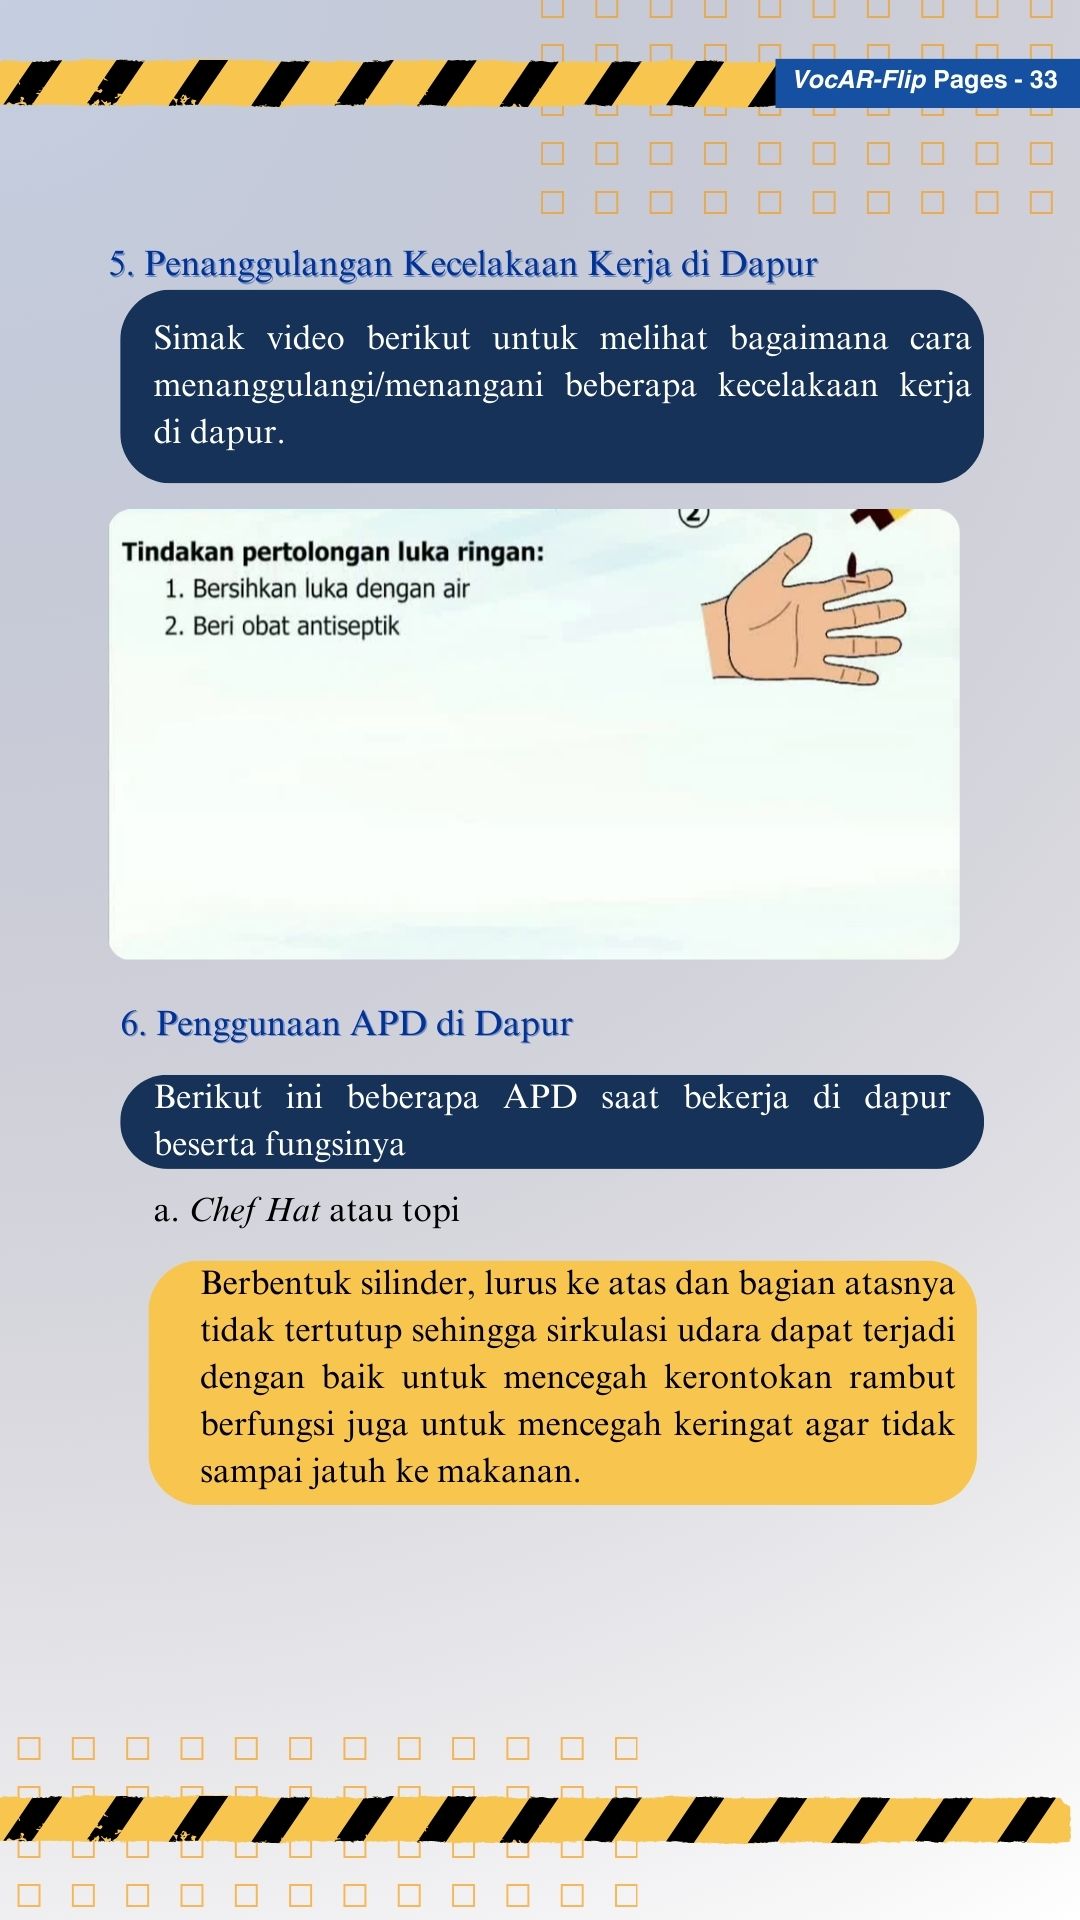 VocAR-Flip Pages - 33
5. Penanggulangan Kecelakaan Kerja di Dapur
Simak video berikut untuk melihat bagaimana cara
menanggulangi/menangani beberapa kecelakaan kerja
di dapur.
2
Tindakan pertolongan luka ringan:
1. Bersihkan luka dengan air
2. Beri obat antiseptik
6. Penggunaan APD di Dapur
Berikut ini beberapa APD saat bekerja di dapur
beserta fungsinya
a. Chef Hat atau topi
Berbentuk silinder, lurus ke atas dan bagian atasnya
tidak tertutup sehingga sirkulasi udara dapat terjadi
dengan baik untuk mencegah kerontokan rambut
berfungsi juga untuk mencegah keringat agar tidak
sampai jatuh ke makanan.